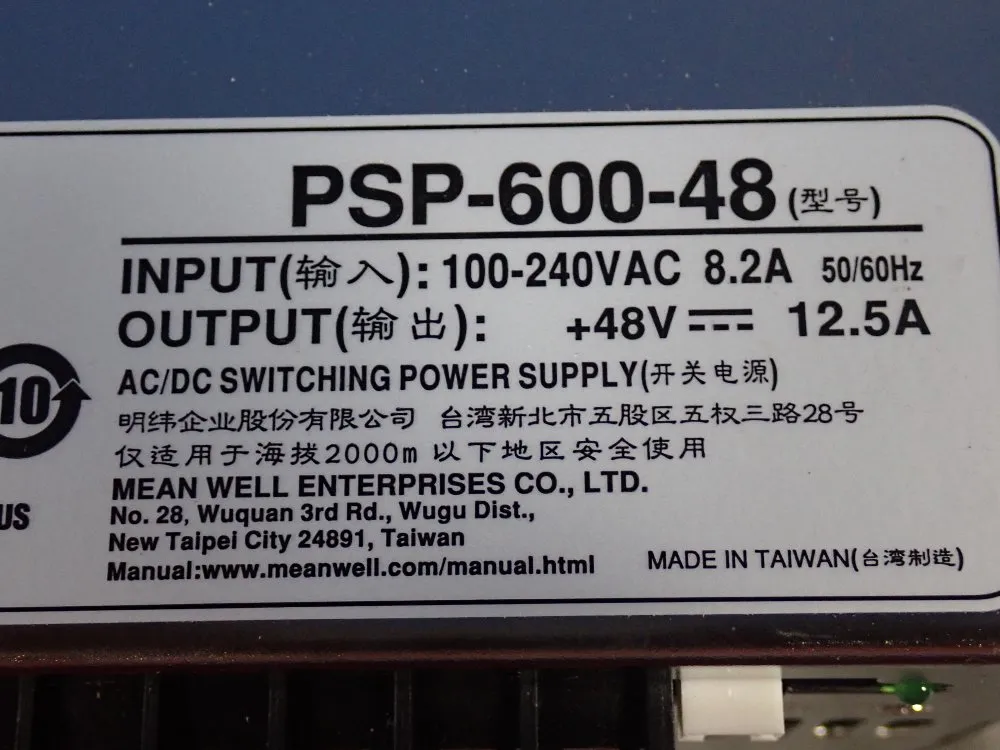 PSP-600-48(型号)
INPUT(输入): 100-240VAC 8.2A 50/60Hz
OUTPUT(输出): +48V⎓ 12.5A
10
AC/DC SWITCHING POWER SUPPLY(开关电源)
明纬企业股份有限公司 台湾新北市五股区五权三路28号
仅适用于海拔2000m 以下地区安全使用
US
MEAN WELL ENTERPRISES CO., LTD.
No. 28, Wuquan 3rd Rd., Wugu Dist.,
New Taipei City 24891, Taiwan
Manual:www.meanwell.com/manual.html MADE IN TAIWAN(台湾制造)